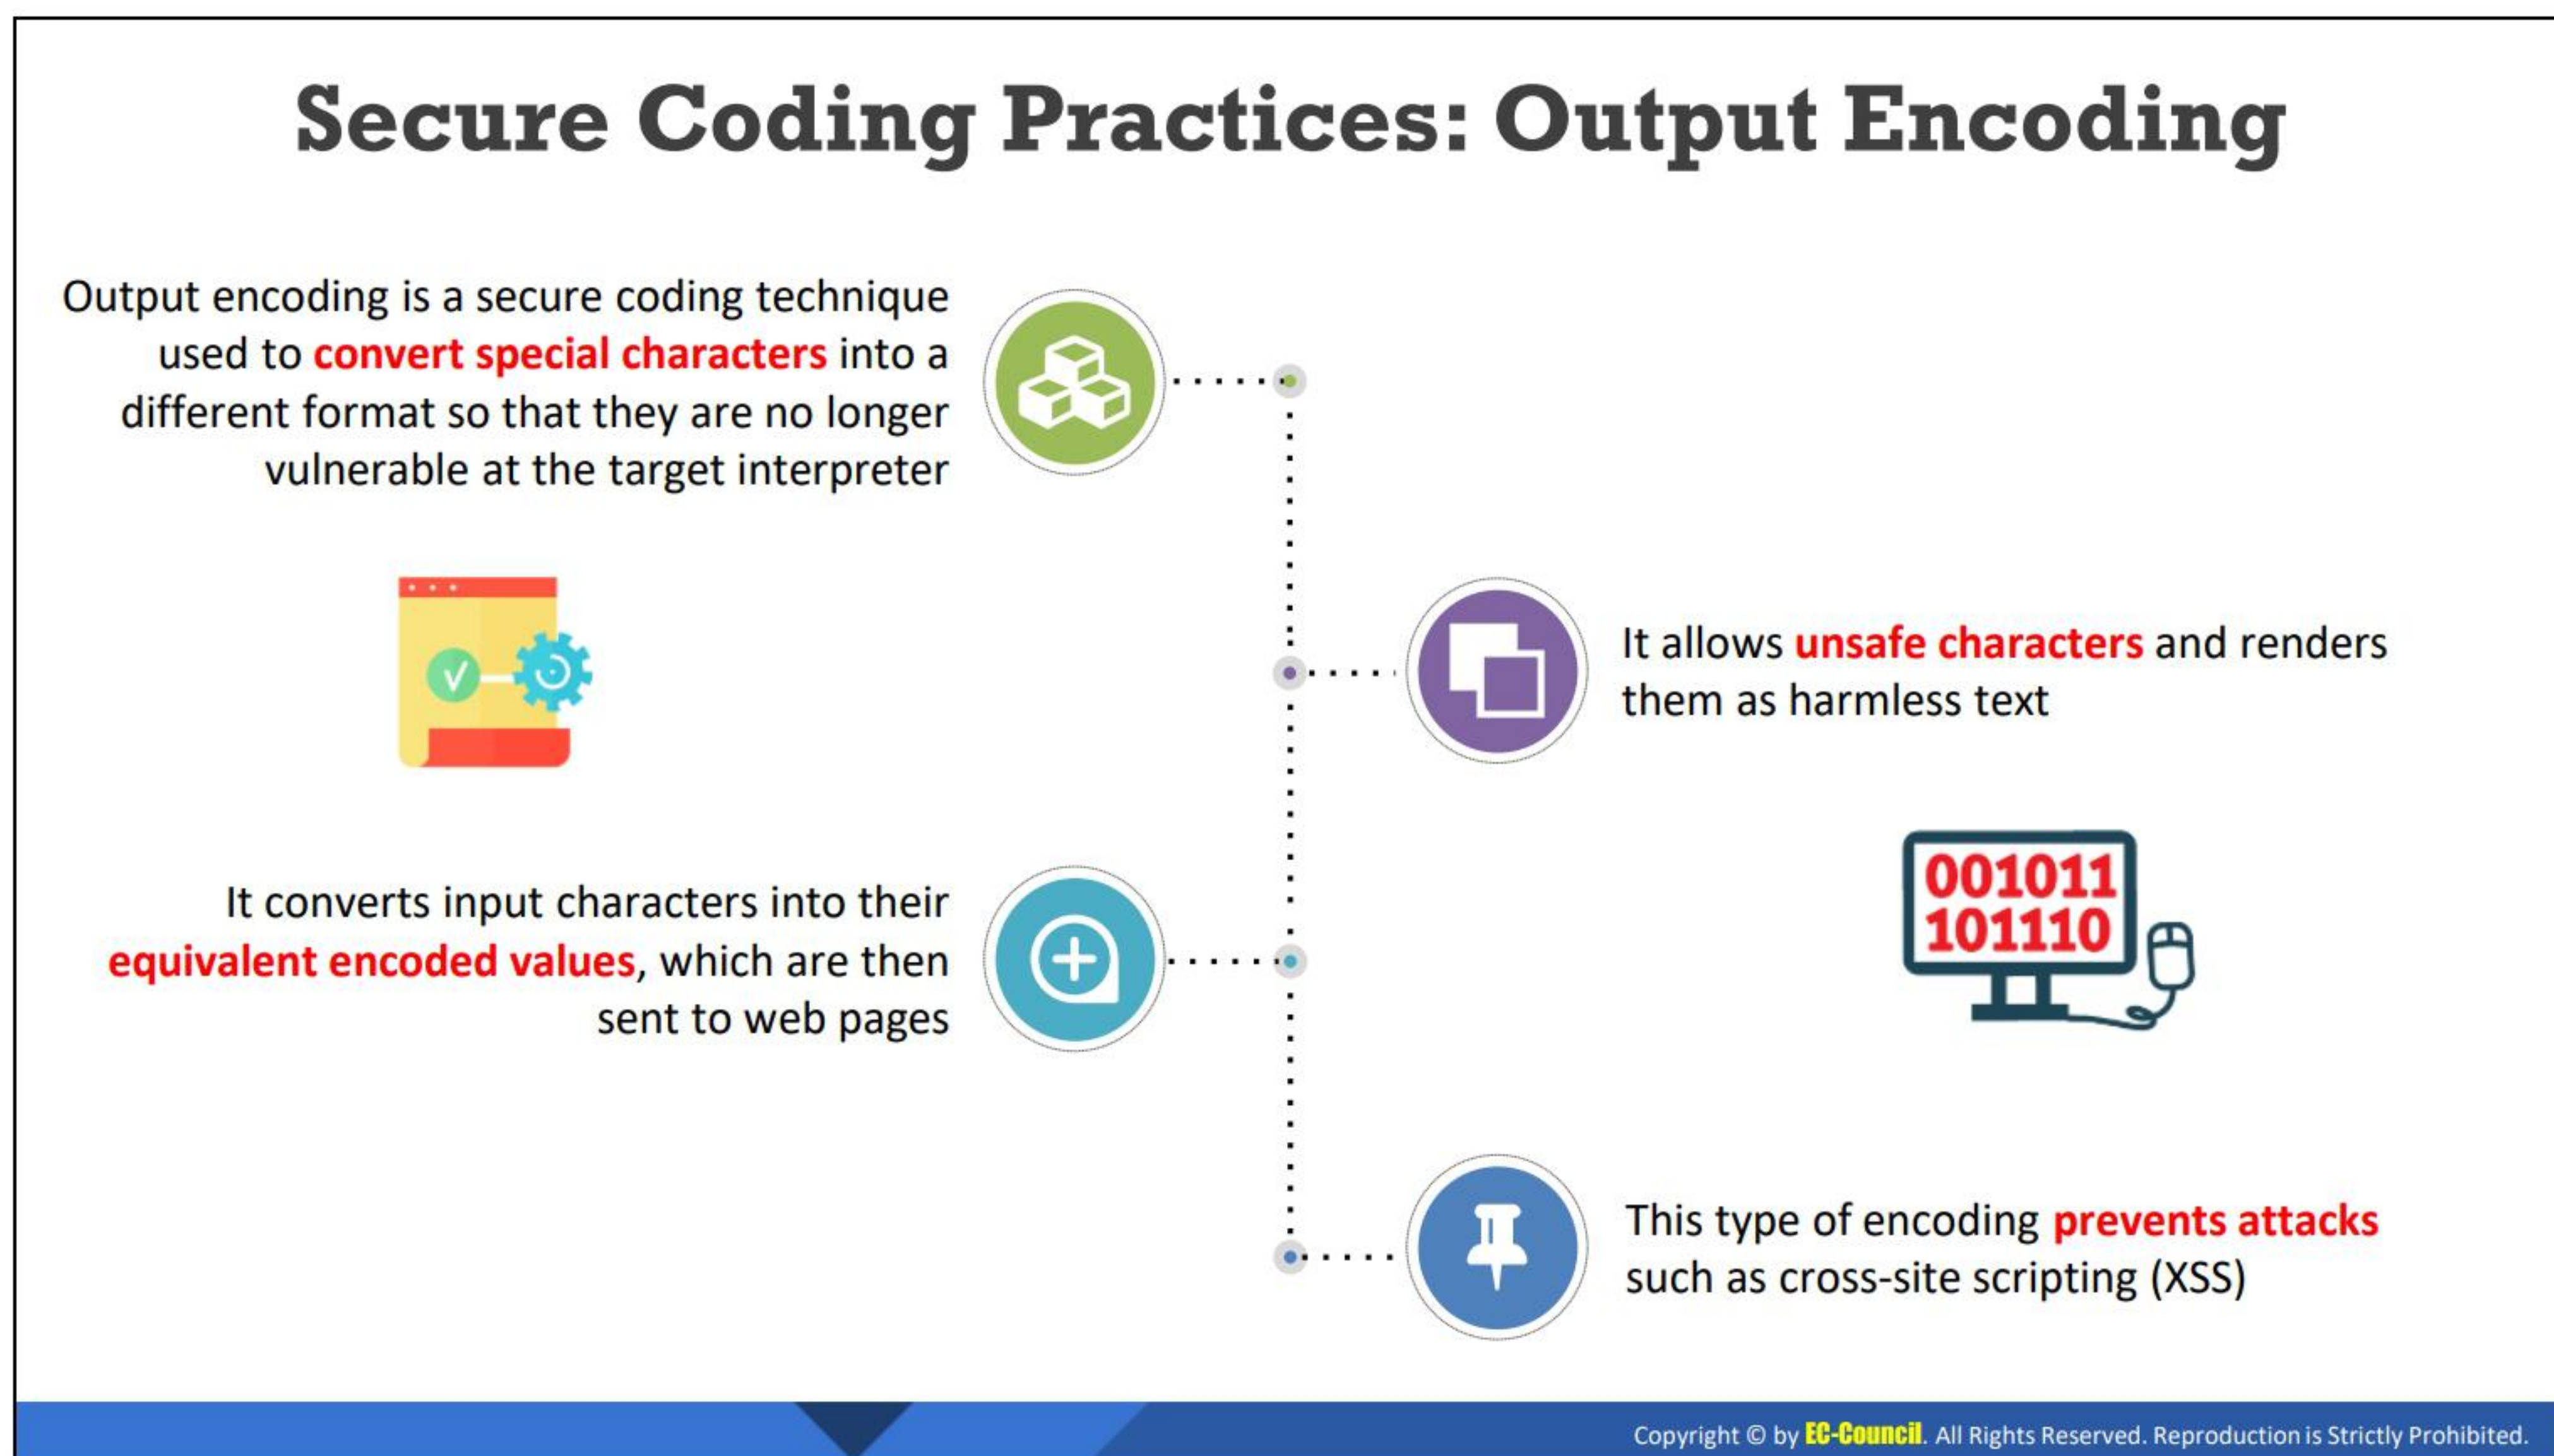 Secure Coding Practices: Output Encoding
Output encoding is a secure coding technique
used to convert special characters into a
different format so that they are no longer
vulnerable at the target interpreter
It allows unsafe characters and renders
them as harmless text
It converts input characters into their
equivalent encoded values, which are then
sent to web pages
001011
101110
This type of encoding prevents attacks
such as cross-site scripting (XSS)
Copyright © by EC-Council. All Rights Reserved. Reproduction is Strictly Prohibited.